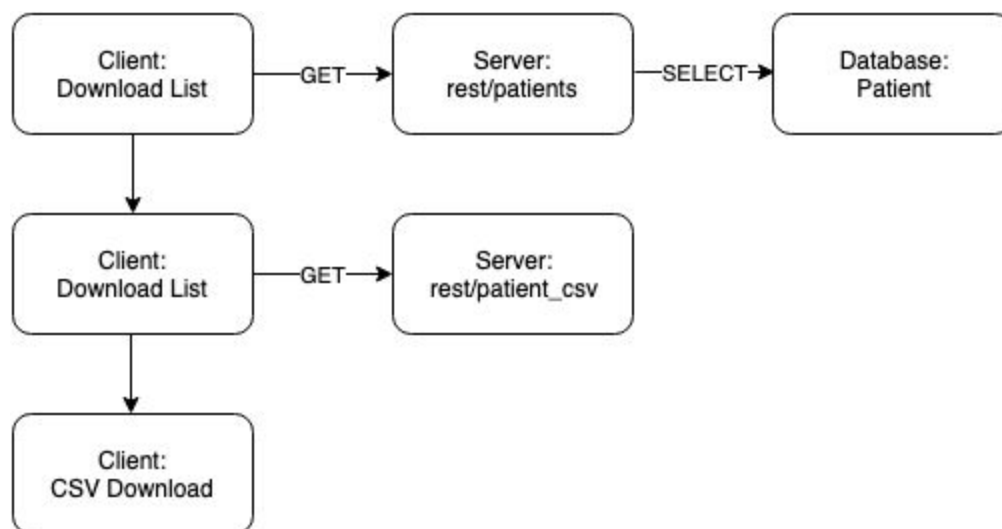 Client:
Download List
GET
Server:
rest/patients
SELECT
Database:
Patient
Client:
Download List
GET
Server:
rest/patient_csv
Client:
CSV Download